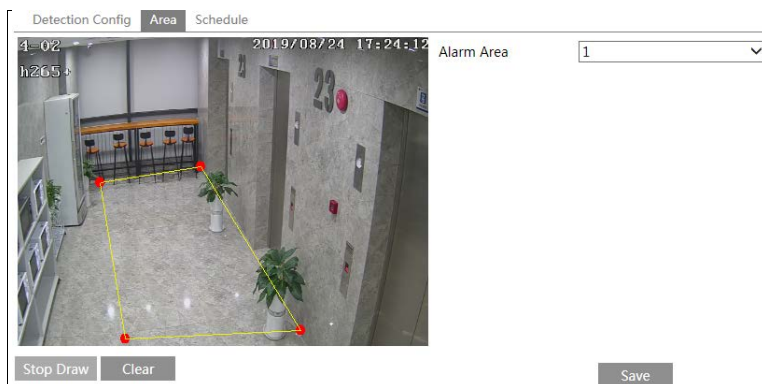 Detection Config Area Schedule
4-02 2019/08/24 17:24:12
h265+
23
23
Alarm Area 1
Stop Draw Clear
Save